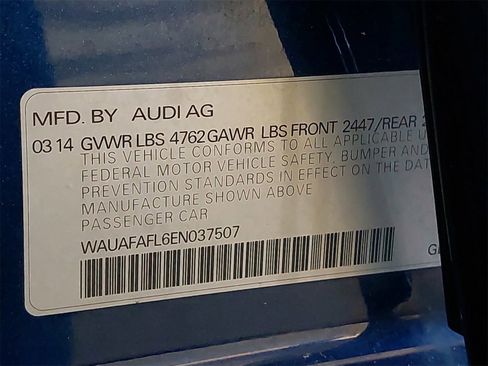 MFD. BY AUDI AG
03 14 GVWR LBS 4762 GAWR LBS FRONT 2447/REAR
THIS VEHICLE CONFORMS TO ALL APPLICABLE
FEDERAL MOTOR VEHICLE SAFETY, BUMPER AND
PREVENTION STANDARDS IN EFFECT ON THE DAT
MANUFACTURE SHOWN ABOVE
PASSENGER CAR
WAUAFAFL6EN037507